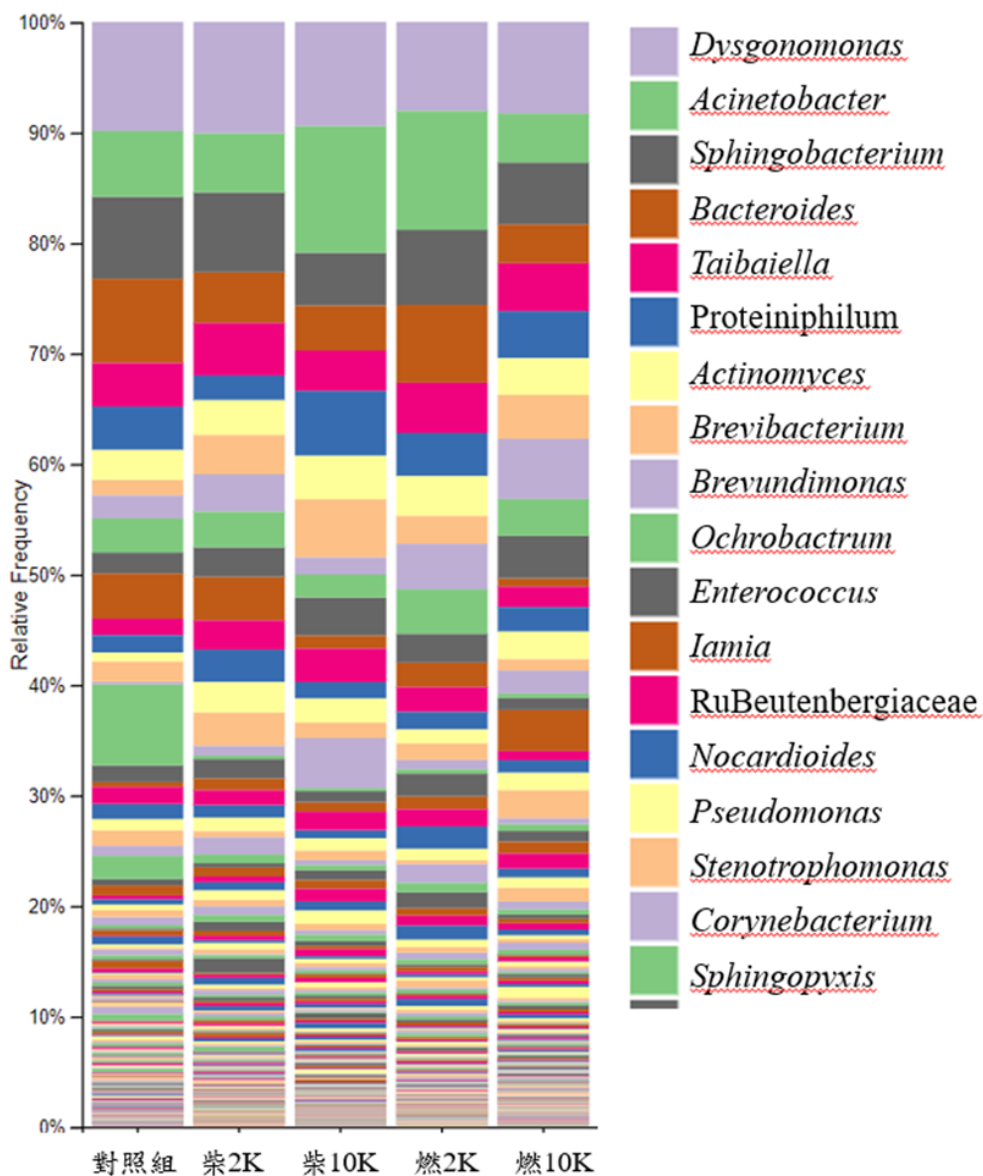 100%
90%
80%
70%
60%
50%
40%
30%
20%
10%
0%
Relative Frequency
對照組
柴2K
柴10K
燃2K
燃10K
Dysgonomonas
Acinetobacter
Sphingobacterium
Bacteroides
Taibaiella
Proteiniphilum
Actinomyces
Brevibacterium
Brevundimonas
Ochrobactrum
Enterococcus
Iamia
RuBeutenbergiaceae
Nocardioides
Pseudomonas
Stenotrophomonas
Corynebacterium
Sphingopyxis